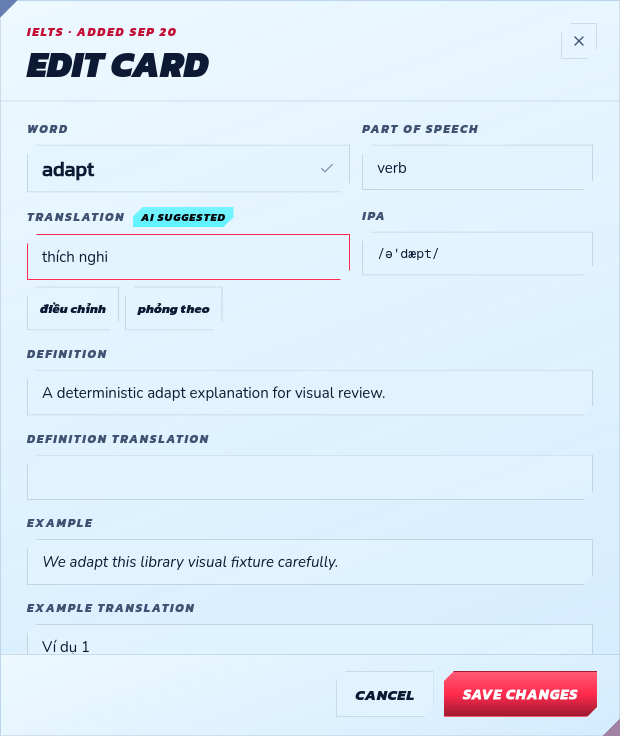 IELTS · ADDED SEP 20
EDIT CARD
WORD
adapt
PART OF SPEECH
verb
TRANSLATION AI SUGGESTED
thích nghi
IPA
/əˈdæpt/
điều chỉnh phỏng theo
DEFINITION
A deterministic adapt explanation for visual review.
DEFINITION TRANSLATION
EXAMPLE
We adapt this library visual fixture carefully.
EXAMPLE TRANSLATION
Ví dụ 1
CANCEL SAVE CHANGES